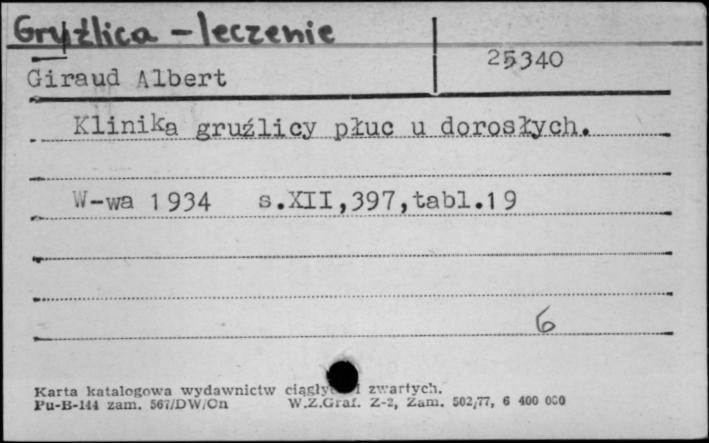 Gruźlica - leczenie
25340
Giraud Albert
Klinika gruźlicy płuc u dorosłych.
W-wa 1934 s.XII,397,tabl.19
6
Karta katalogowa wydawnictw i zwartych.
Pu-B-144 zam. 567/DW/Cn W.Z.Graf. Z-2, Zam. 502/77, 6 400 000